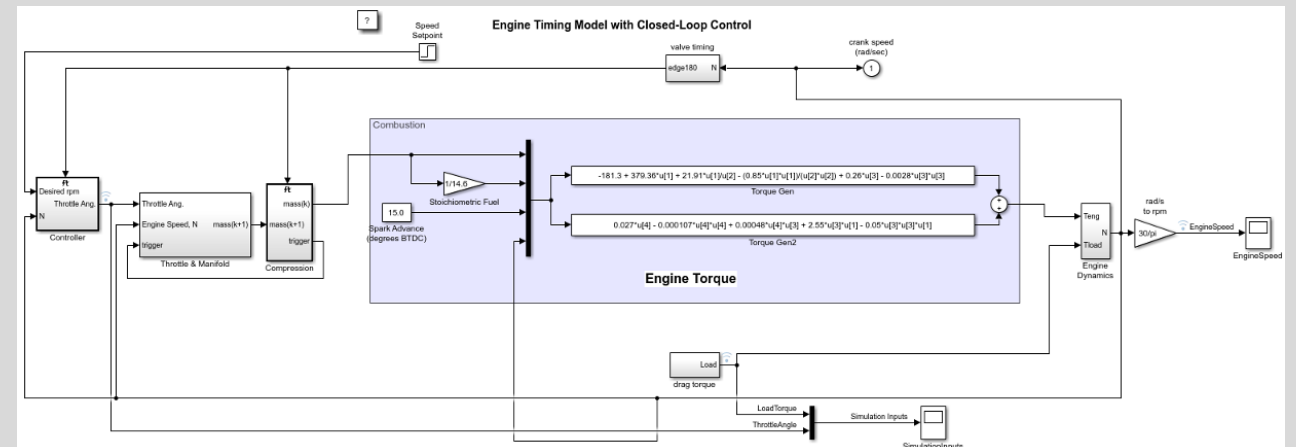 ?
Speed
Setpoint
Engine Timing Model with Closed-Loop Control
valve timing
edge180 N
crank speed
(rad/sec)
1
Combustion
ft
Desired rpm
Throttle Ang.
N
Controller
Throttle Ang.
Engine Speed, N
mass(k+1)
trigger
Throttle & Manifold
ft
mass(k)
mass(k+1)
trigger
Compression
1/14.6
Stoichiometric Fuel
15.0
Spark Advance
(degrees BTDC)
-181.3 + 379.36*u[1] + 21.91*u[1]/u[2] - (0.85*u[1]*u[1])/(u[2]*u[2]) + 0.26*u[3] - 0.0028*u[3]*u[3]
Torque Gen
0.027*u[4] - 0.000107*u[4]*u[4] + 0.00048*u[4]*u[3] + 2.55*u[3]*u[1] - 0.05*u[3]*u[3]*u[1]
Torque Gen2
+
+
Engine Torque
Teng
N
Tload
Engine
Dynamics
rad/s
to rpm
30/pi
EngineSpeed
EngineSpeed
Load
drag torque
LoadTorque
ThrottleAngle
Simulation Inputs
SimulationInputs